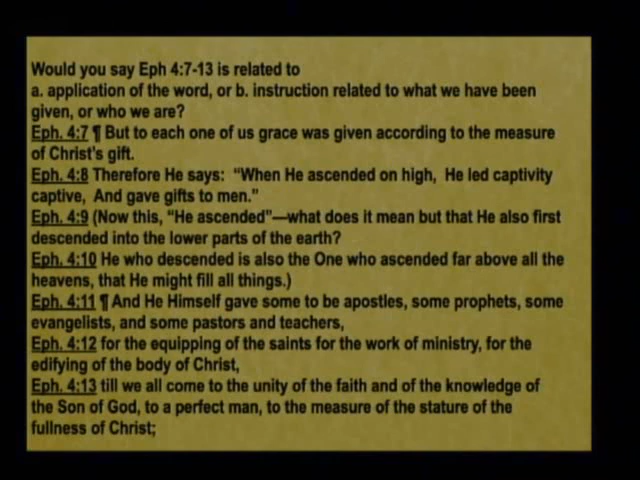 Would you say Eph 4:7-13 is related to
a. application of the word, or b. instruction related to what we have been
given, or who we are?
Eph. 4:7 ¶ But to each one of us grace was given according to the measure
of Christ's gift.
Eph. 4:8 Therefore He says:  “When He ascended on high,  He led captivity
captive,  And gave gifts to men.”
Eph. 4:9 (Now this, “He ascended”—what does it mean but that He also first
descended into the lower parts of the earth?
Eph. 4:10 He who descended is also the One who ascended far above all the
heavens, that He might fill all things.)
Eph. 4:11 ¶ And He Himself gave some to be apostles, some prophets, some
evangelists, and some pastors and teachers,
Eph. 4:12 for the equipping of the saints for the work of ministry, for the
edifying of the body of Christ,
Eph. 4:13 till we all come to the unity of the faith and of the knowledge of
the Son of God, to a perfect man, to the measure of the stature of the
fullness of Christ;